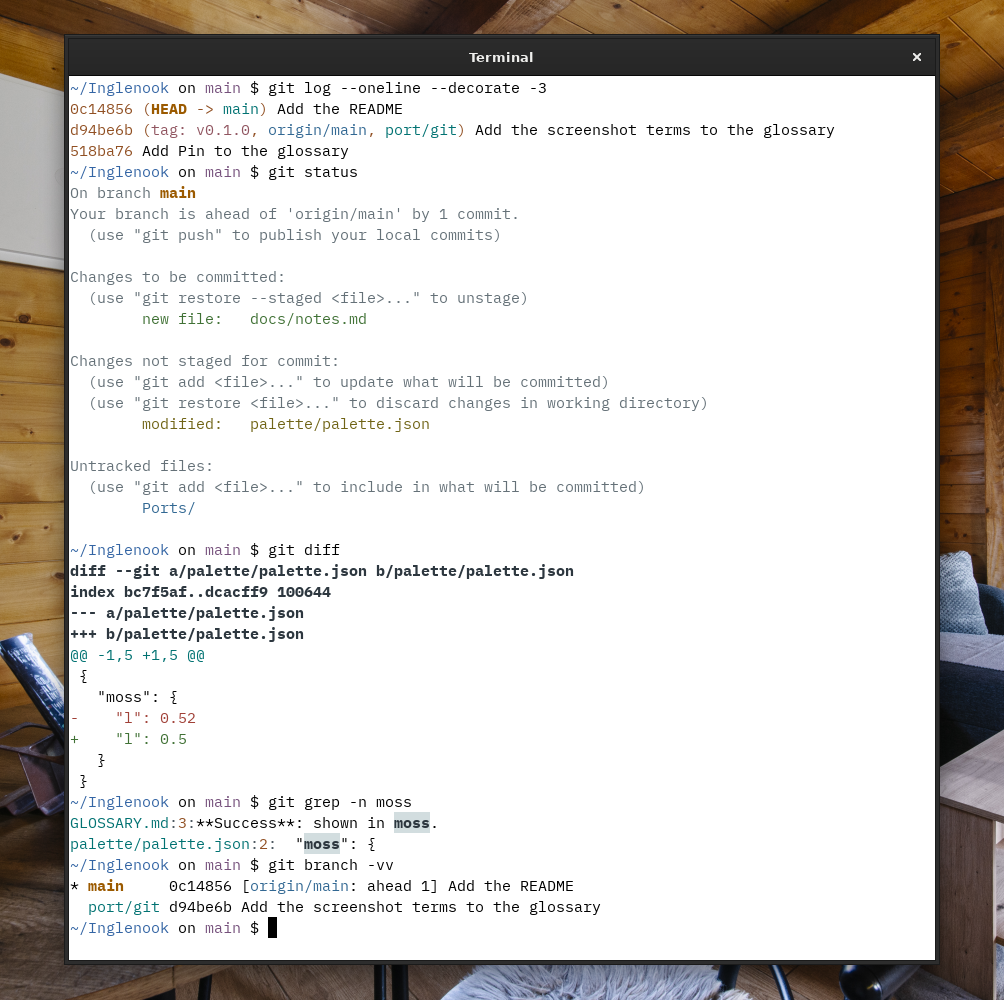 Terminal ×
~/Inglenook on main $ git log --oneline --decorate -3
0c14856 (HEAD -> main) Add the README
d94be6b (tag: v0.1.0, origin/main, port/git) Add the screenshot terms to the glossary
518ba76 Add Pin to the glossary
~/Inglenook on main $ git status
On branch main
Your branch is ahead of 'origin/main' by 1 commit.
  (use "git push" to publish your local commits)

Changes to be committed:
  (use "git restore --staged <file>..." to unstage)
        new file:   docs/notes.md

Changes not staged for commit:
  (use "git add <file>..." to update what will be committed)
  (use "git restore <file>..." to discard changes in working directory)
        modified:   palette/palette.json

Untracked files:
  (use "git add <file>..." to include in what will be committed)
        Ports/

~/Inglenook on main $ git diff
diff --git a/palette/palette.json b/palette/palette.json
index bc7f5af..dcacff9 100644
--- a/palette/palette.json
+++ b/palette/palette.json
@@ -1,5 +1,5 @@
 {
   "moss": {
-    "l": 0.52
+    "l": 0.5
   }
 }
~/Inglenook on main $ git grep -n moss
GLOSSARY.md:3:**Success**: shown in moss.
palette/palette.json:2:  "moss": {
~/Inglenook on main $ git branch -vv
* main     0c14856 [origin/main: ahead 1] Add the README
  port/git d94be6b Add the screenshot terms to the glossary
~/Inglenook on main $